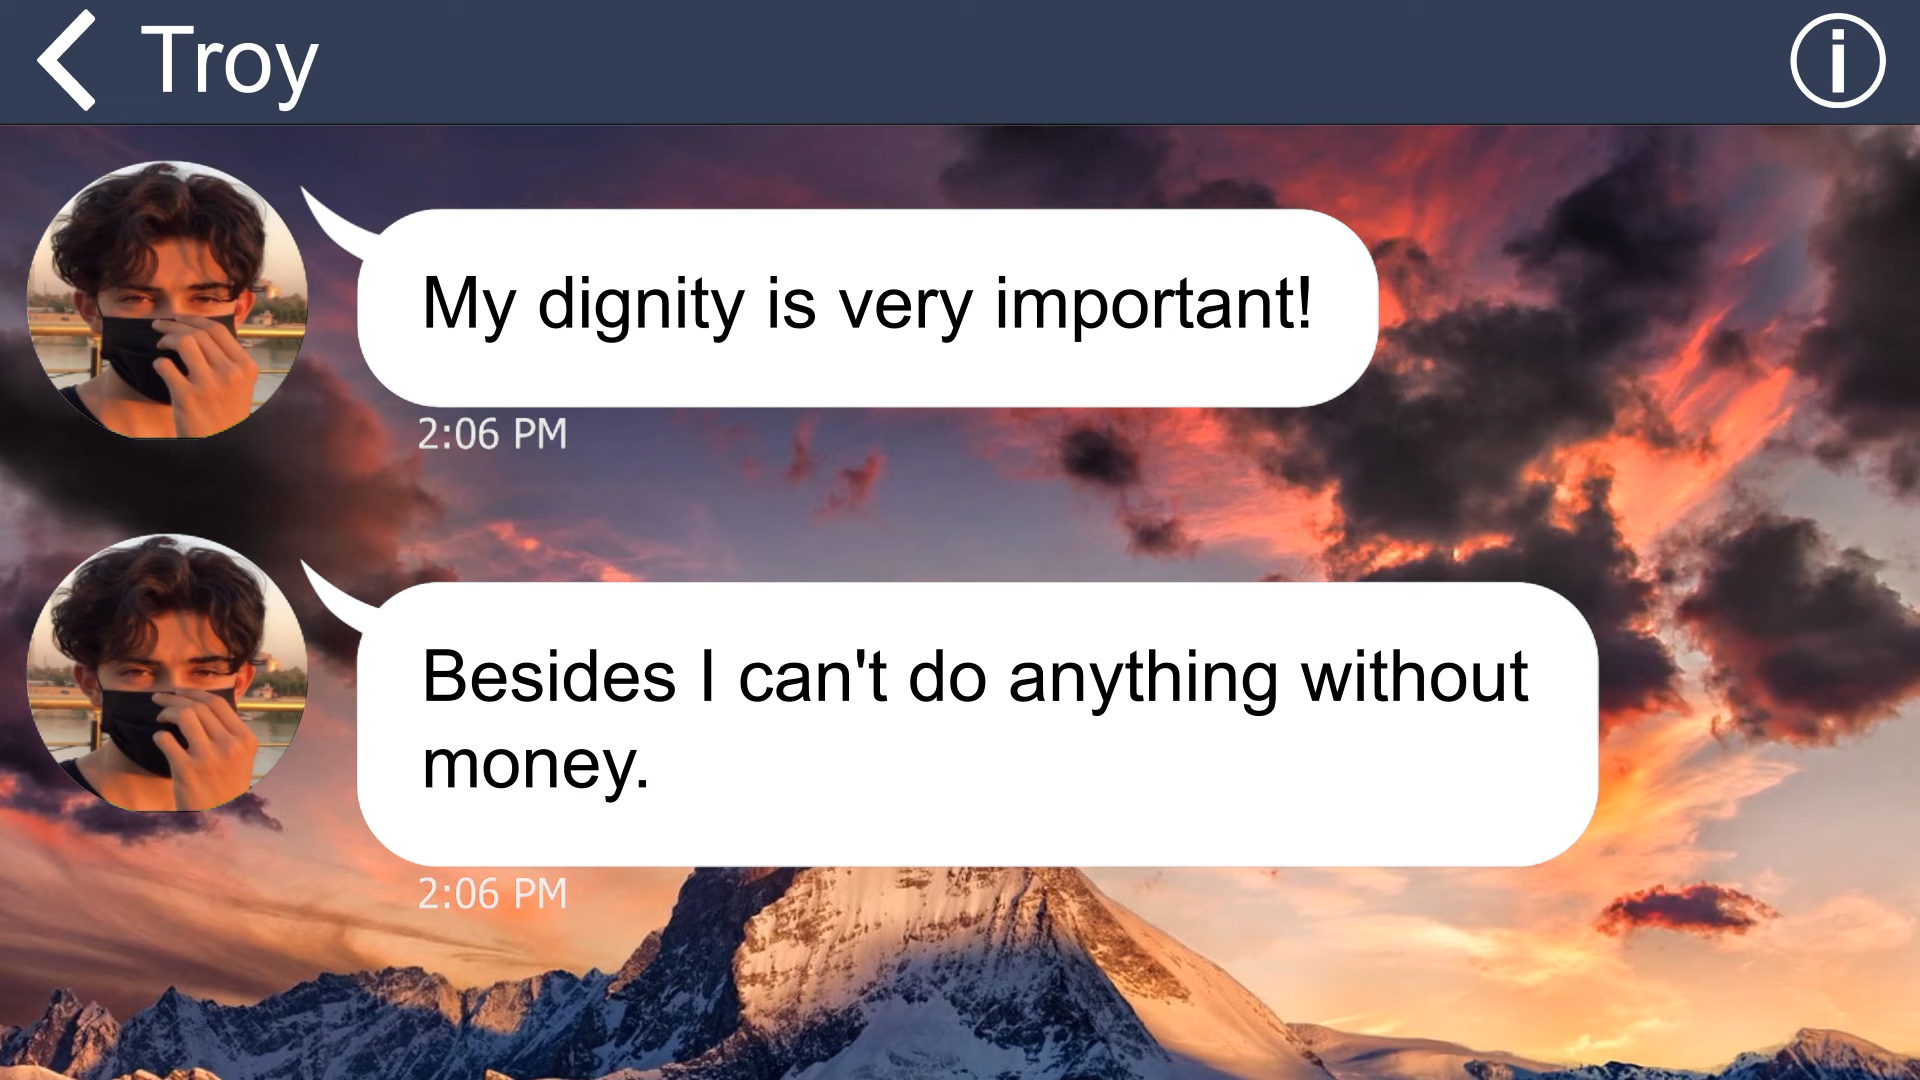 Troy
My dignity is very important!
2:06 PM
Besides I can't do anything without
money.
2:06 PM